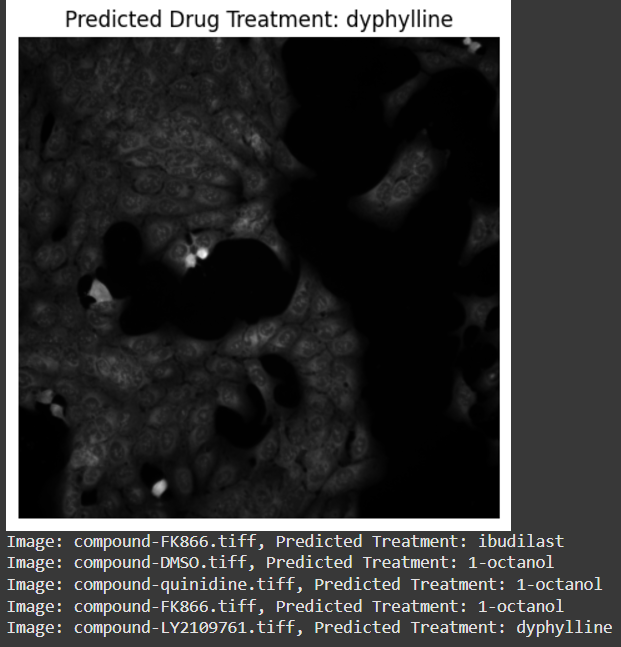 Predicted Drug Treatment: dyphylline
Image: compound-FK866.tiff, Predicted Treatment: ibudilast
Image: compound-DMSO.tiff, Predicted Treatment: 1-octanol
Image: compound-quinidine.tiff, Predicted Treatment: 1-octanol
Image: compound-FK866.tiff, Predicted Treatment: 1-octanol
Image: compound-LY2109761.tiff, Predicted Treatment: dyphylline